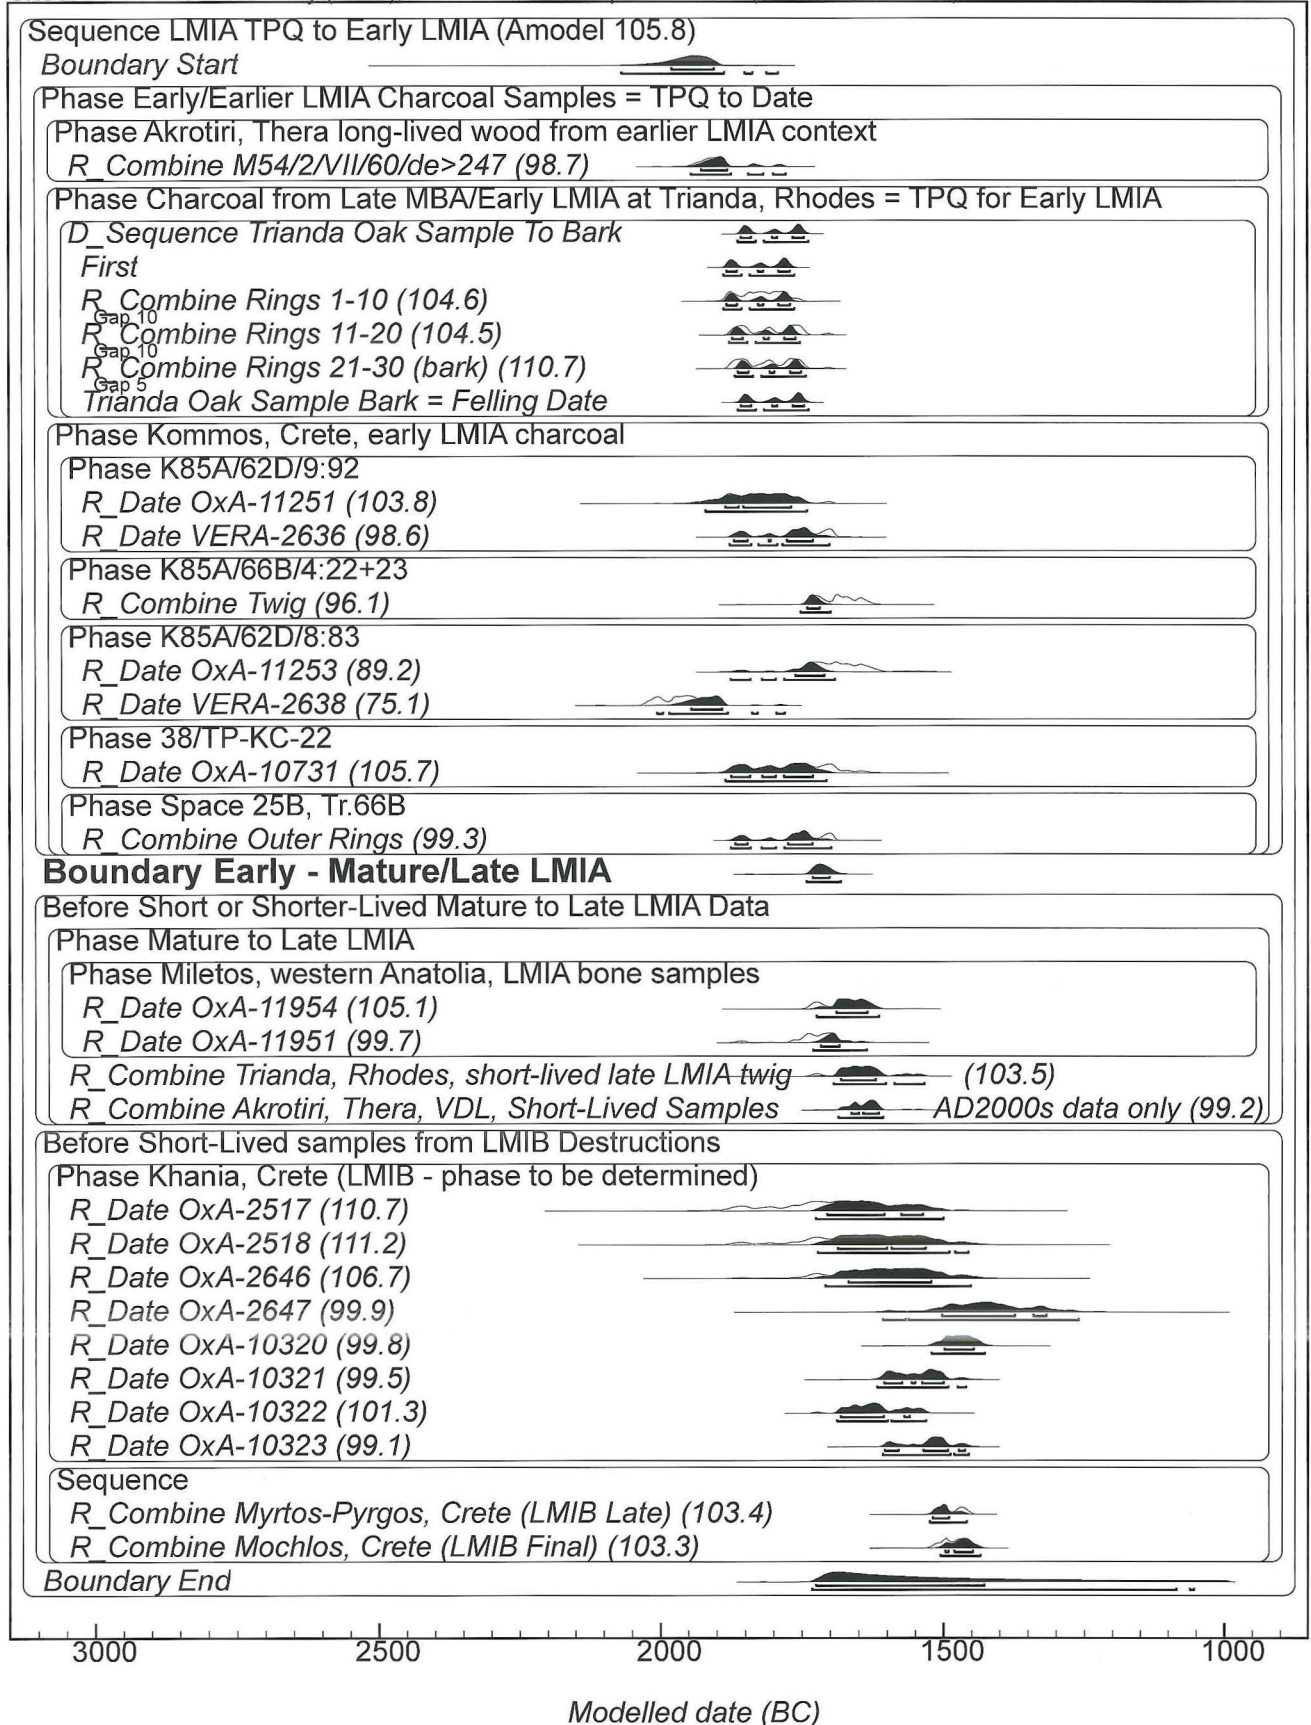 Sequence LMIA TPQ to Early LMIA (Amodel 105.8)
Boundary Start
Phase Early/Earlier LMIA Charcoal Samples = TPQ to Date
Phase Akrotiri, Thera long-lived wood from earlier LMIA context
R_Combine M54/2/VII/60/de>247 (98.7)
Phase Charcoal from Late MBA/Early LMIA at Trianda, Rhodes = TPQ for Early LMIA
D_Sequence Trianda Oak Sample To Bark
First
R_Combine Rings 1-10 (104.6)
Gap 10
R_Combine Rings 11-20 (104.5)
Gap 10
R_Combine Rings 21-30 (bark) (110.7)
Gap 5
Trianda Oak Sample Bark = Felling Date
Phase Kommos, Crete, early LMIA charcoal
Phase K85A/62D/9:92
R_Date OxA-11251 (103.8)
R_Date VERA-2636 (98.6)
Phase K85A/66B/4:22+23
R_Combine Twig (96.1)
Phase K85A/62D/8:83
R_Date OxA-11253 (89.2)
R_Date VERA-2638 (75.1)
Phase 38/TP-KC-22
R_Date OxA-10731 (105.7)
Phase Space 25B, Tr.66B
R_Combine Outer Rings (99.3)
Boundary Early - Mature/Late LMIA
Before Short or Shorter-Lived Mature to Late LMIA Data
Phase Mature to Late LMIA
Phase Miletos, western Anatolia, LMIA bone samples
R_Date OxA-11954 (105.1)
R_Date OxA-11951 (99.7)
R_Combine Trianda, Rhodes, short-lived late LMIA twig (103.5)
R_Combine Akrotiri, Thera, VDL, Short-Lived Samples AD2000s data only (99.2)
Before Short-Lived samples from LMIB Destructions
Phase Khania, Crete (LMIB - phase to be determined)
R_Date OxA-2517 (110.7)
R_Date OxA-2518 (111.2)
R_Date OxA-2646 (106.7)
R_Date OxA-2647 (99.9)
R_Date OxA-10320 (99.8)
R_Date OxA-10321 (99.5)
R_Date OxA-10322 (101.3)
R_Date OxA-10323 (99.1)
Sequence
R_Combine Myrtos-Pyrgos, Crete (LMIB Late) (103.4)
R_Combine Mochlos, Crete (LMIB Final) (103.3)
Boundary End
3000 2500 2000 1500 1000
Modelled date (BC)